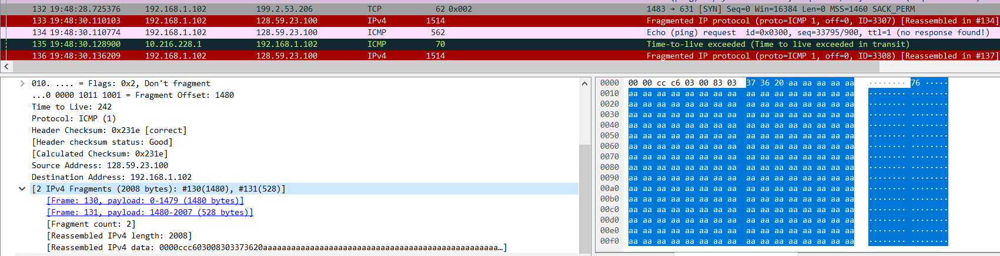 132 19:48:28.725376 192.168.1.102 199.2.53.206 TCP 62 0x002 1483 → 631 [SYN] Seq=0 Win=16384 Len=0 MSS=1460 SACK_PERM
133 19:48:30.110103 192.168.1.102 128.59.23.100 IPv4 1514 Fragmented IP protocol (proto=ICMP 1, off=0, ID=3307) [Reassembled in #134]
134 19:48:30.110774 192.168.1.102 128.59.23.100 ICMP 562 Echo (ping) request id=0x0300, seq=33795/900, ttl=1 (no response found!)
135 19:48:30.128900 10.216.228.1 192.168.1.102 ICMP 70 Time-to-live exceeded (Time to live exceeded in transit)
136 19:48:30.136209 192.168.1.102 128.59.23.100 IPv4 1514 Fragmented IP protocol (proto=ICMP 1, off=0, ID=3308) [Reassembled in #137]
010. .... = Flags: 0x2, Don't fragment
...0 0000 1011 1001 = Fragment Offset: 1480
Time to Live: 242
Protocol: ICMP (1)
Header Checksum: 0x231e [correct]
[Header checksum status: Good]
[Calculated Checksum: 0x231e]
Source Address: 128.59.23.100
Destination Address: 192.168.1.102
[2 IPv4 Fragments (2008 bytes): #130(1480), #131(528)]
[Frame: 130, payload: 0-1479 (1480 bytes)]
[Frame: 131, payload: 1480-2007 (528 bytes)]
[Fragment count: 2]
[Reassembled IPv4 length: 2008]
[Reassembled IPv4 data: 0000ccc603008303373620aaaaaaaaaaaaaaaaaaaaaaaaaaaaaaaaaaaaaaaaaaaaaaaaaa…]
0000 00 00 cc c6 03 00 83 03 37 36 20 aa aa aa aa aa ········ 76 ·····
0010 aa aa aa aa aa aa aa aa aa aa aa aa aa aa aa aa ········ ········
0020 aa aa aa aa aa aa aa aa aa aa aa aa aa aa aa aa ········ ········
0030 aa aa aa aa aa aa aa aa aa aa aa aa aa aa aa aa ········ ········
0040 aa aa aa aa aa aa aa aa aa aa aa aa aa aa aa aa ········ ········
0050 aa aa aa aa aa aa aa aa aa aa aa aa aa aa aa aa ········ ········
0060 aa aa aa aa aa aa aa aa aa aa aa aa aa aa aa aa ········ ········
0070 aa aa aa aa aa aa aa aa aa aa aa aa aa aa aa aa ········ ········
0080 aa aa aa aa aa aa aa aa aa aa aa aa aa aa aa aa ········ ········
0090 aa aa aa aa aa aa aa aa aa aa aa aa aa aa aa aa ········ ········
00a0 aa aa aa aa aa aa aa aa aa aa aa aa aa aa aa aa ········ ········
00b0 aa aa aa aa aa aa aa aa aa aa aa aa aa aa aa aa ········ ········
00c0 aa aa aa aa aa aa aa aa aa aa aa aa aa aa aa aa ········ ········
00d0 aa aa aa aa aa aa aa aa aa aa aa aa aa aa aa aa ········ ········
00e0 aa aa aa aa aa aa aa aa aa aa aa aa aa aa aa aa ········ ········
00f0 aa aa aa aa aa aa aa aa aa aa aa aa aa aa aa aa ········ ········